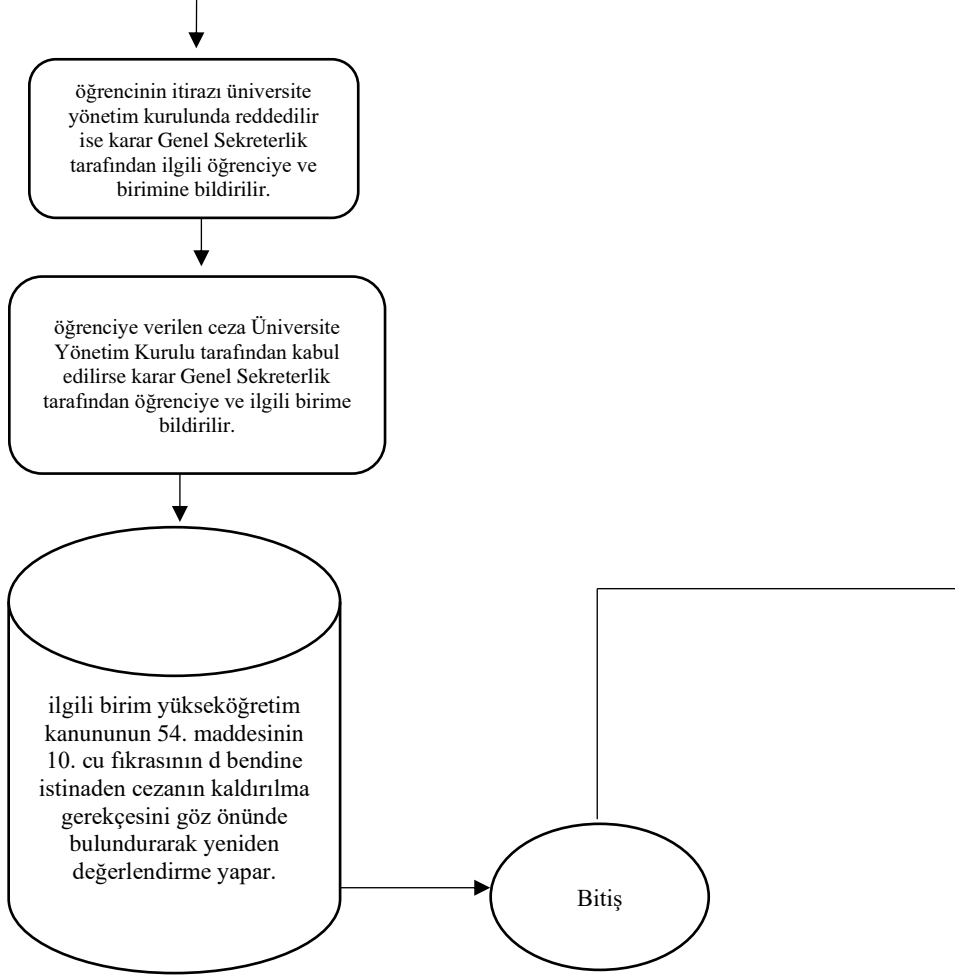 öğrencinin itirazı üniversite
yönetim kurulunda reddedilir
ise karar Genel Sekreterlik
tarafından ilgili öğrenciye ve
birimine bildirilir.
öğrenciye verilen ceza Üniversite
Yönetim Kurulu tarafından kabul
edilirse karar Genel Sekreterlik
tarafından öğrenciye ve ilgili birime
bildirilir.
ilgili birim yükseköğretim
kanununun 54. maddesinin
10. cu fıkrasının d bendine
istinaden cezanın kaldırılma
gerekçesini göz önünde
bulundurarak yeniden
değerlendirme yapar.
Bitiş